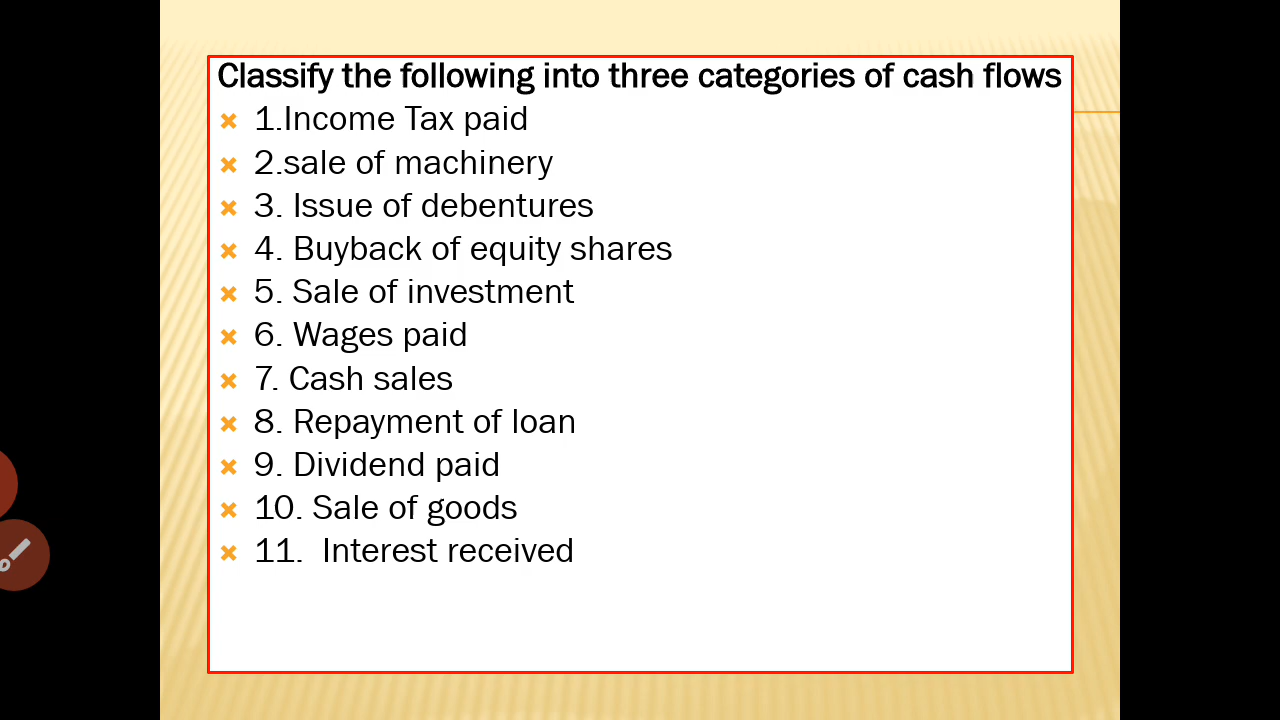 Classify the following into three categories of cash flows
1.Income Tax paid
2.sale of machinery
3. Issue of debentures
4. Buyback of equity shares
5. Sale of investment
6. Wages paid
7. Cash sales
8. Repayment of loan
9. Dividend paid
10. Sale of goods
11. Interest received